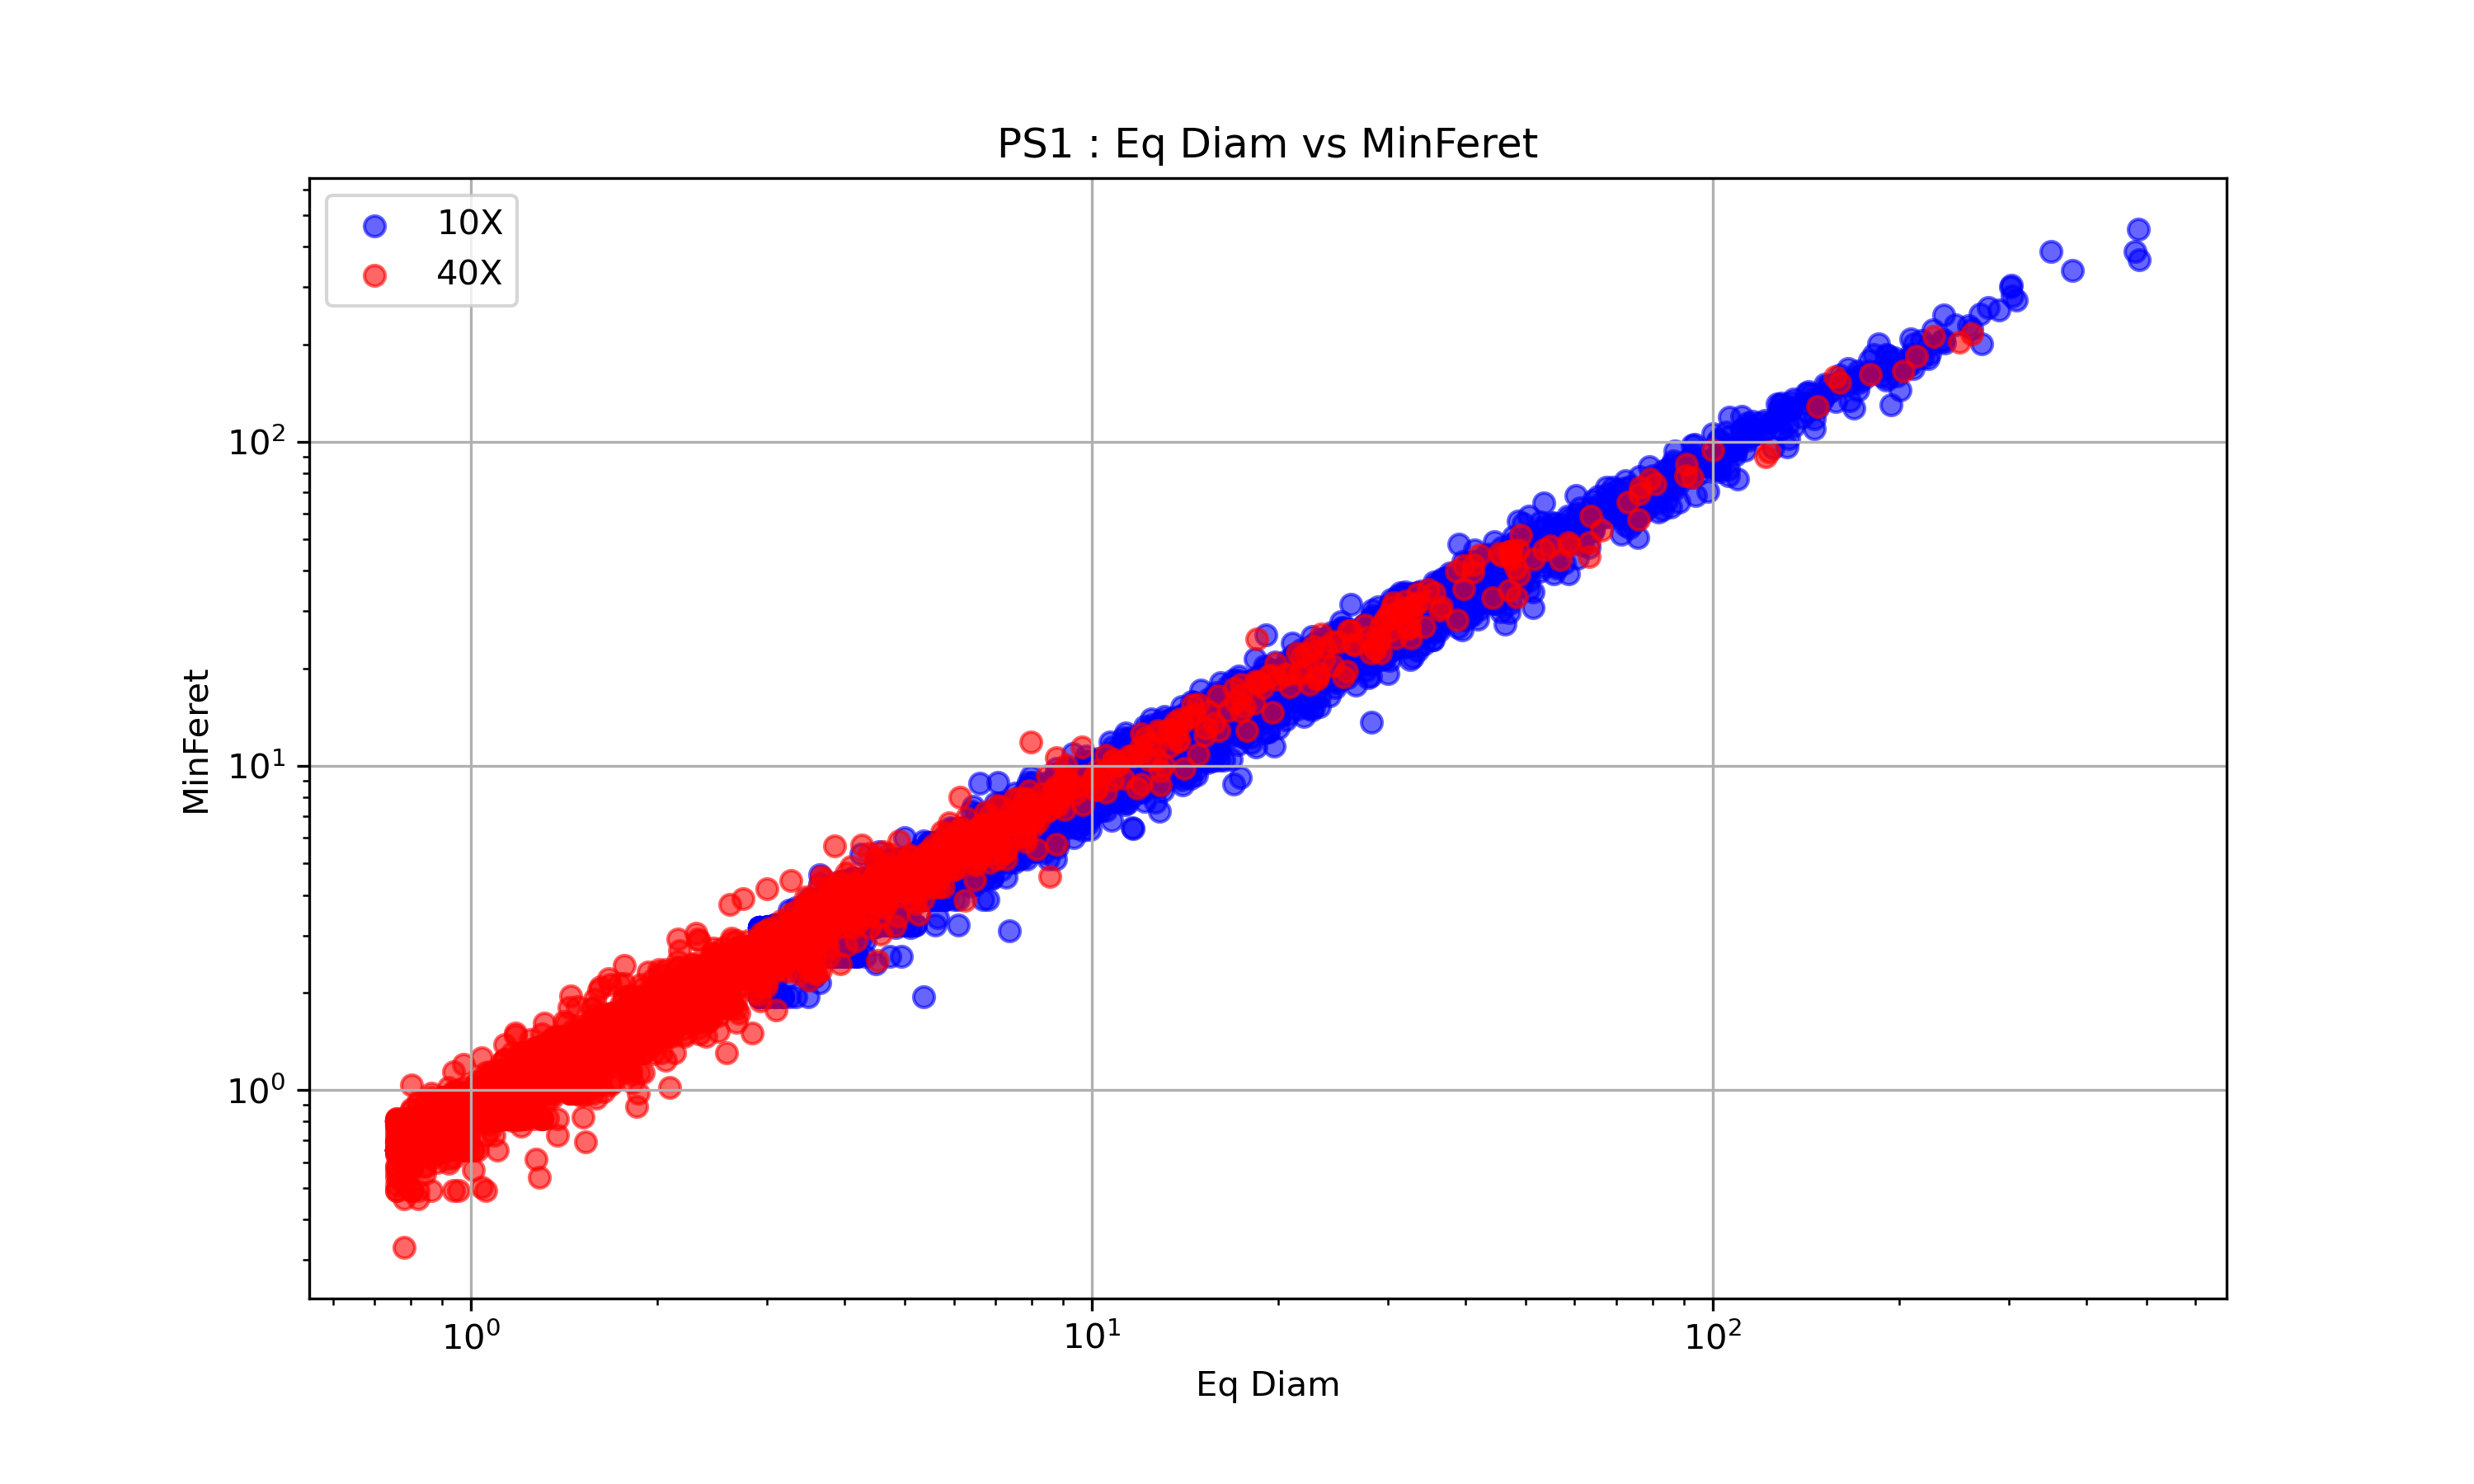 PS1 : Eq Diam vs MinFeret
10X
40X
MinFeret
10²
10¹
10⁰
10⁰ 10¹ 10²
Eq Diam